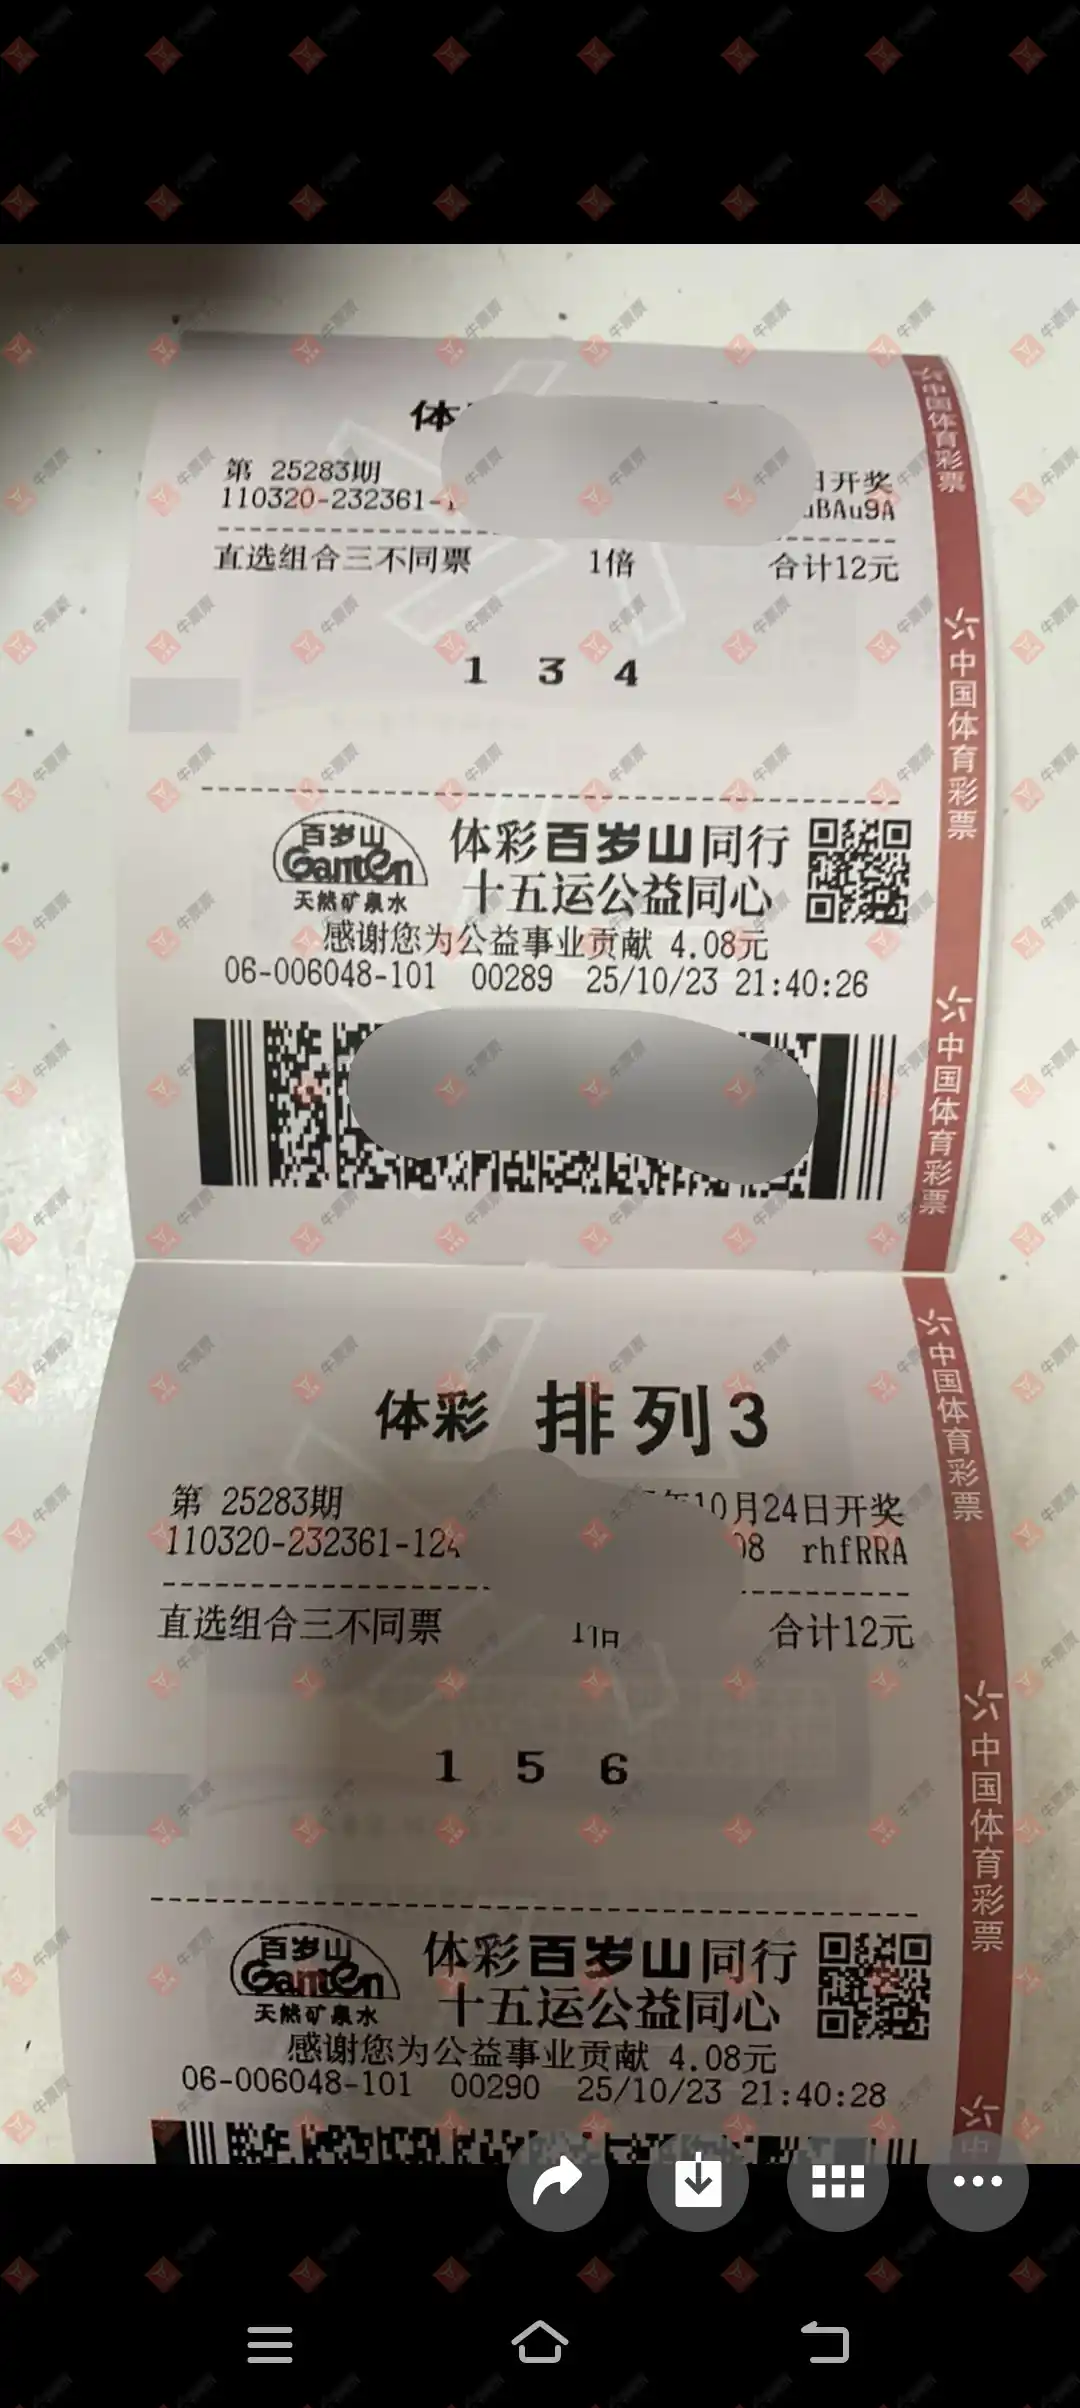 体
第 25283期
日开奖
110320-232361-
uBAu9A
直选组合三不同票 1倍 合计12元
1 3 4
百岁山
Ganten
天然矿泉水
体彩百岁山同行
十五运公益同心
感谢您为公益事业贡献 4.08元
06-006048-101 00289 25/10/23 21:40:26
中国体育彩票
中国体育彩票
中国体育彩票
体彩 排列3
第 25283期
年10月24日开奖
110320-232361-12
08 rhfRRA
直选组合三不同票 1倍 合计12元
1 5 6
百岁山
Ganten
天然矿泉水
体彩百岁山同行
十五运公益同心
感谢您为公益事业贡献 4.08元
06-006048-101 00290 25/10/23 21:40:28
中国体育彩票
中国体育彩票
中
牛票票